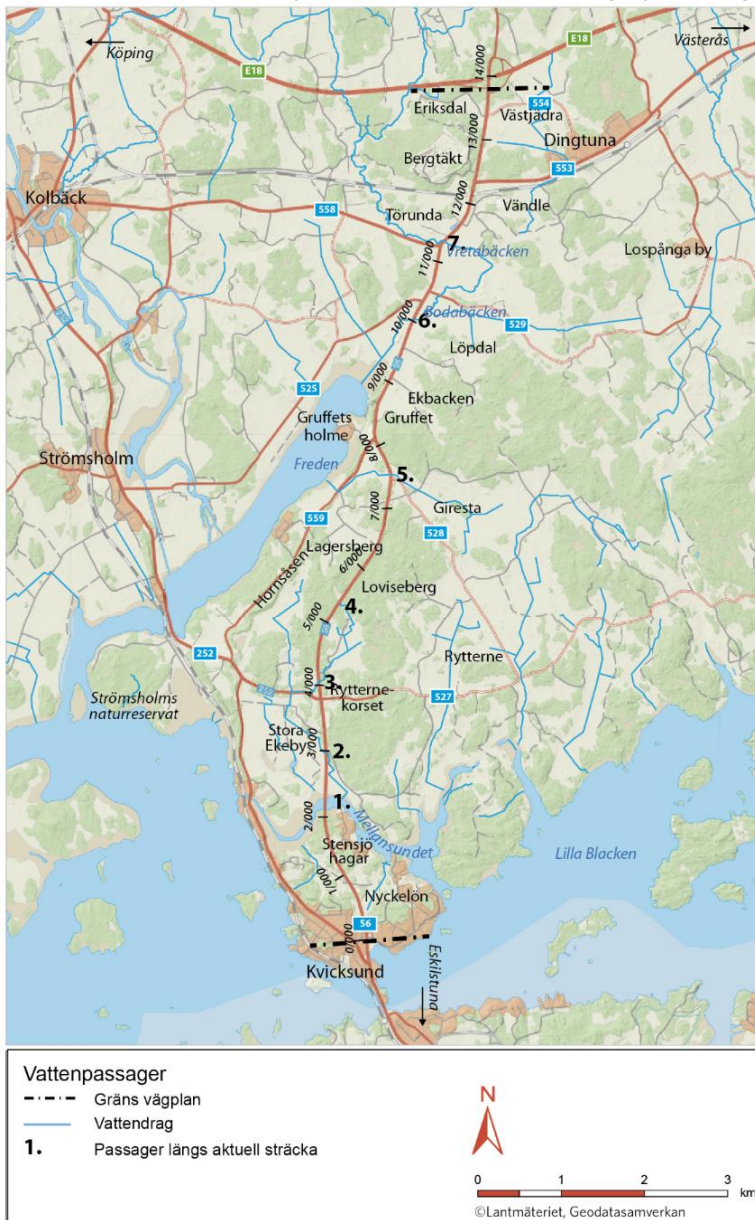 Köping
Västerås
E18
E18
14/000
Eriksdal
554
Västjädra
13/000
Dingtuna
Bergtäkt
553
Kolbäck
12/000
558
Törunda
Vändle
7.
Vretabäcken
11/000
Lospånga by
10/000
6.
Bodabäcken
529
Löpdal
9/000
525
Ekbacken
Gruffets
holme
Gruffet
8/000
Strömsholm
Freden
5.
7/000
Giresta
559
528
Lagersberg
6/000
Hornsåsen
Loviseberg
4.
5/000
252
Rytterne
3.
4/000
Rytterne-
korset
527
Strömsholms
naturreservat
Stora
Ekeby
3/000
2.
1.
2/000
Mellansundet
Stensjö
hagar
Lilla Blacken
1/000
Nyckelön
56
0/000
Kvicksund
Eskilstuna
Vattenpassager
Gräns vägplan
Vattendrag
1. Passager längs aktuell sträcka
N
0 1 2 3
km
©Lantmäteriet, Geodatasamverkan